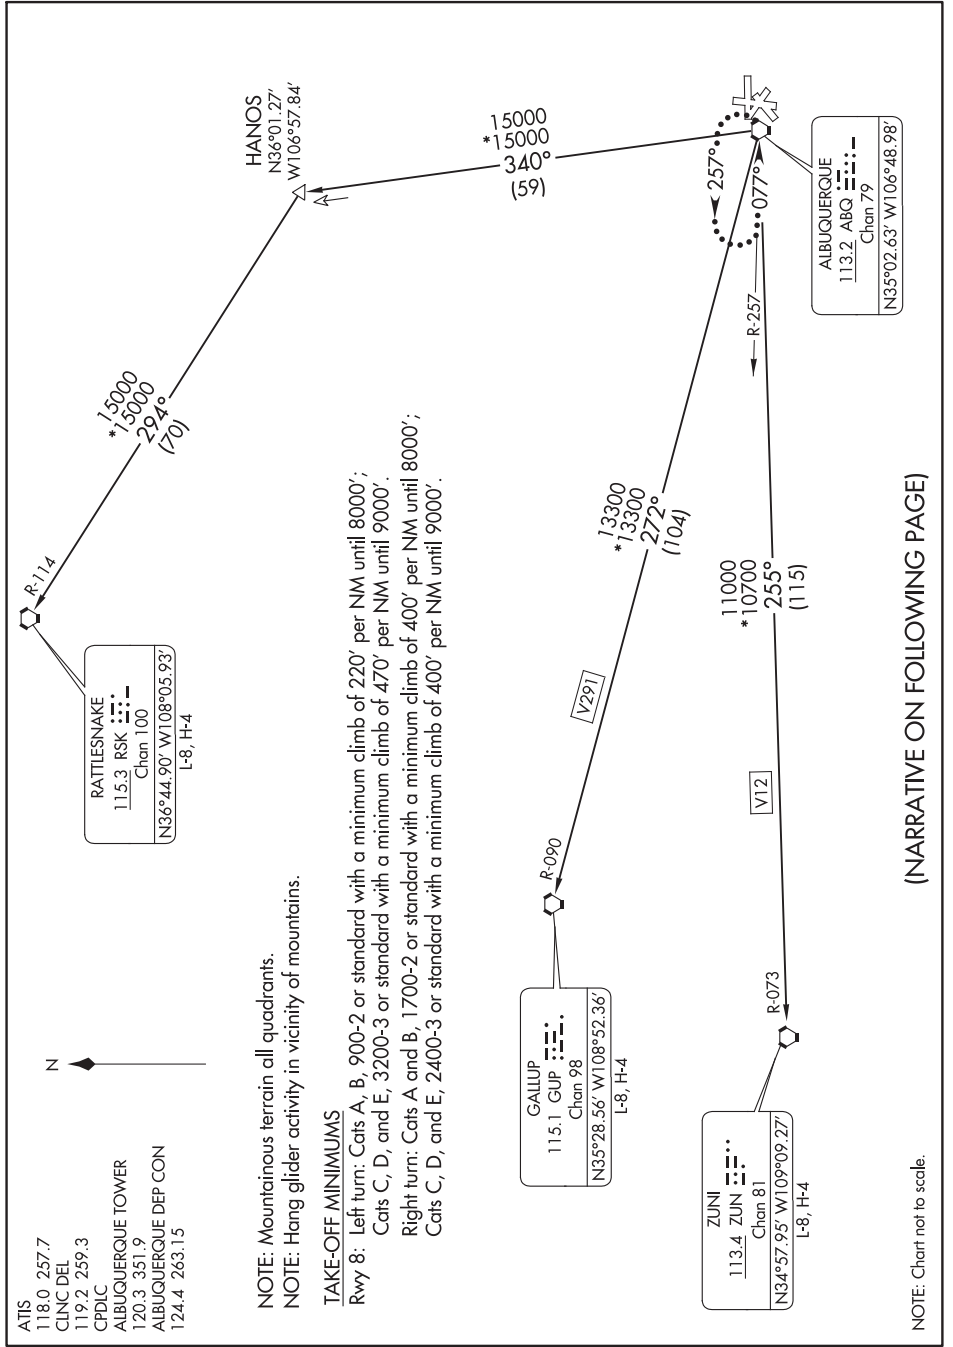 ATIS
118.0 257.7
CLNC DEL
119.2 259.3
CPDLC
ALBUQUERQUE TOWER
120.3 351.9
ALBUQUERQUE DEP CON
124.4 263.15
N
NOTE: Mountainous terrain all quadrants.
NOTE: Hang glider activity in vicinity of mountains.
TAKE-OFF MINIMUMS
Rwy 8: Left turn: Cats A, B, 900-2 or standard with a minimum climb of 220' per NM until 8000';
Cats C, D, and E, 3200-3 or standard with a minimum climb of 470' per NM until 9000'.
Right turn: Cats A and B, 1700-2 or standard with a minimum climb of 400' per NM until 8000';
Cats C, D, and E, 2400-3 or standard with a minimum climb of 400' per NM until 9000'.
RATTLESNAKE
115.3 RSK
Chan 100
N36°44.90' W108°05.93'
L-8, H-4
R-114
15000
*15000
294°
(70)
HANOS
N36°01.27'
W106°57.84'
15000
*15000
340°
(59)
GALLUP
115.1 GUP
Chan 98
N35°28.56' W108°52.36'
L-8, H-4
R-090
V291
13300
*13300
272°
(104)
257°
077°
R-257
ZUNI
113.4 ZUN
Chan 81
N34°57.95' W109°09.27'
L-8, H-4
R-073
V12
11000
*10700
255°
(115)
ALBUQUERQUE
113.2 ABQ
Chan 79
N35°02.63' W106°48.98'
NOTE: Chart not to scale.
(NARRATIVE ON FOLLOWING PAGE)